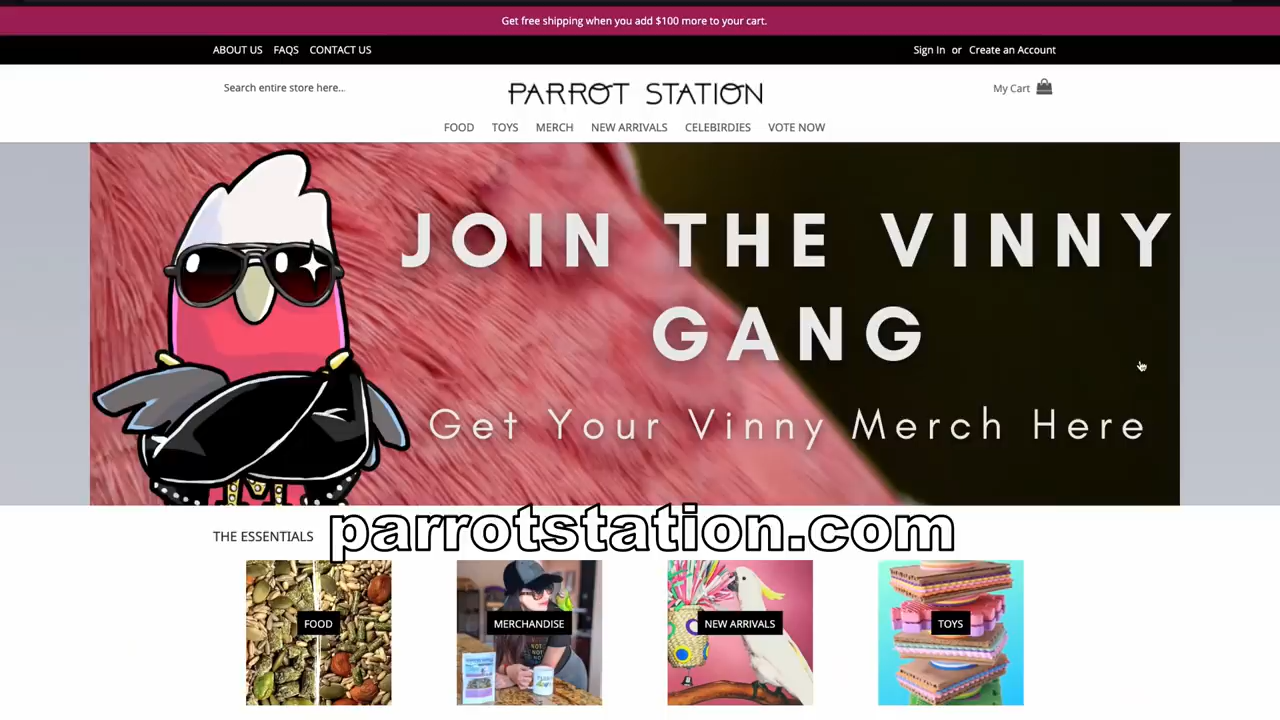 Get free shipping when you add $100 more to your cart.
ABOUT US FAQS CONTACT US
Sign In or Create an Account
Search entire store here...
PARROT STATION
My Cart
FOOD TOYS MERCH NEW ARRIVALS CELEBIRDIES VOTE NOW
JOIN THE VINNY
GANG
Get Your Vinny Merch Here
parrotstation.com
THE ESSENTIALS
FOOD
MERCHANDISE
NEW ARRIVALS
TOYS